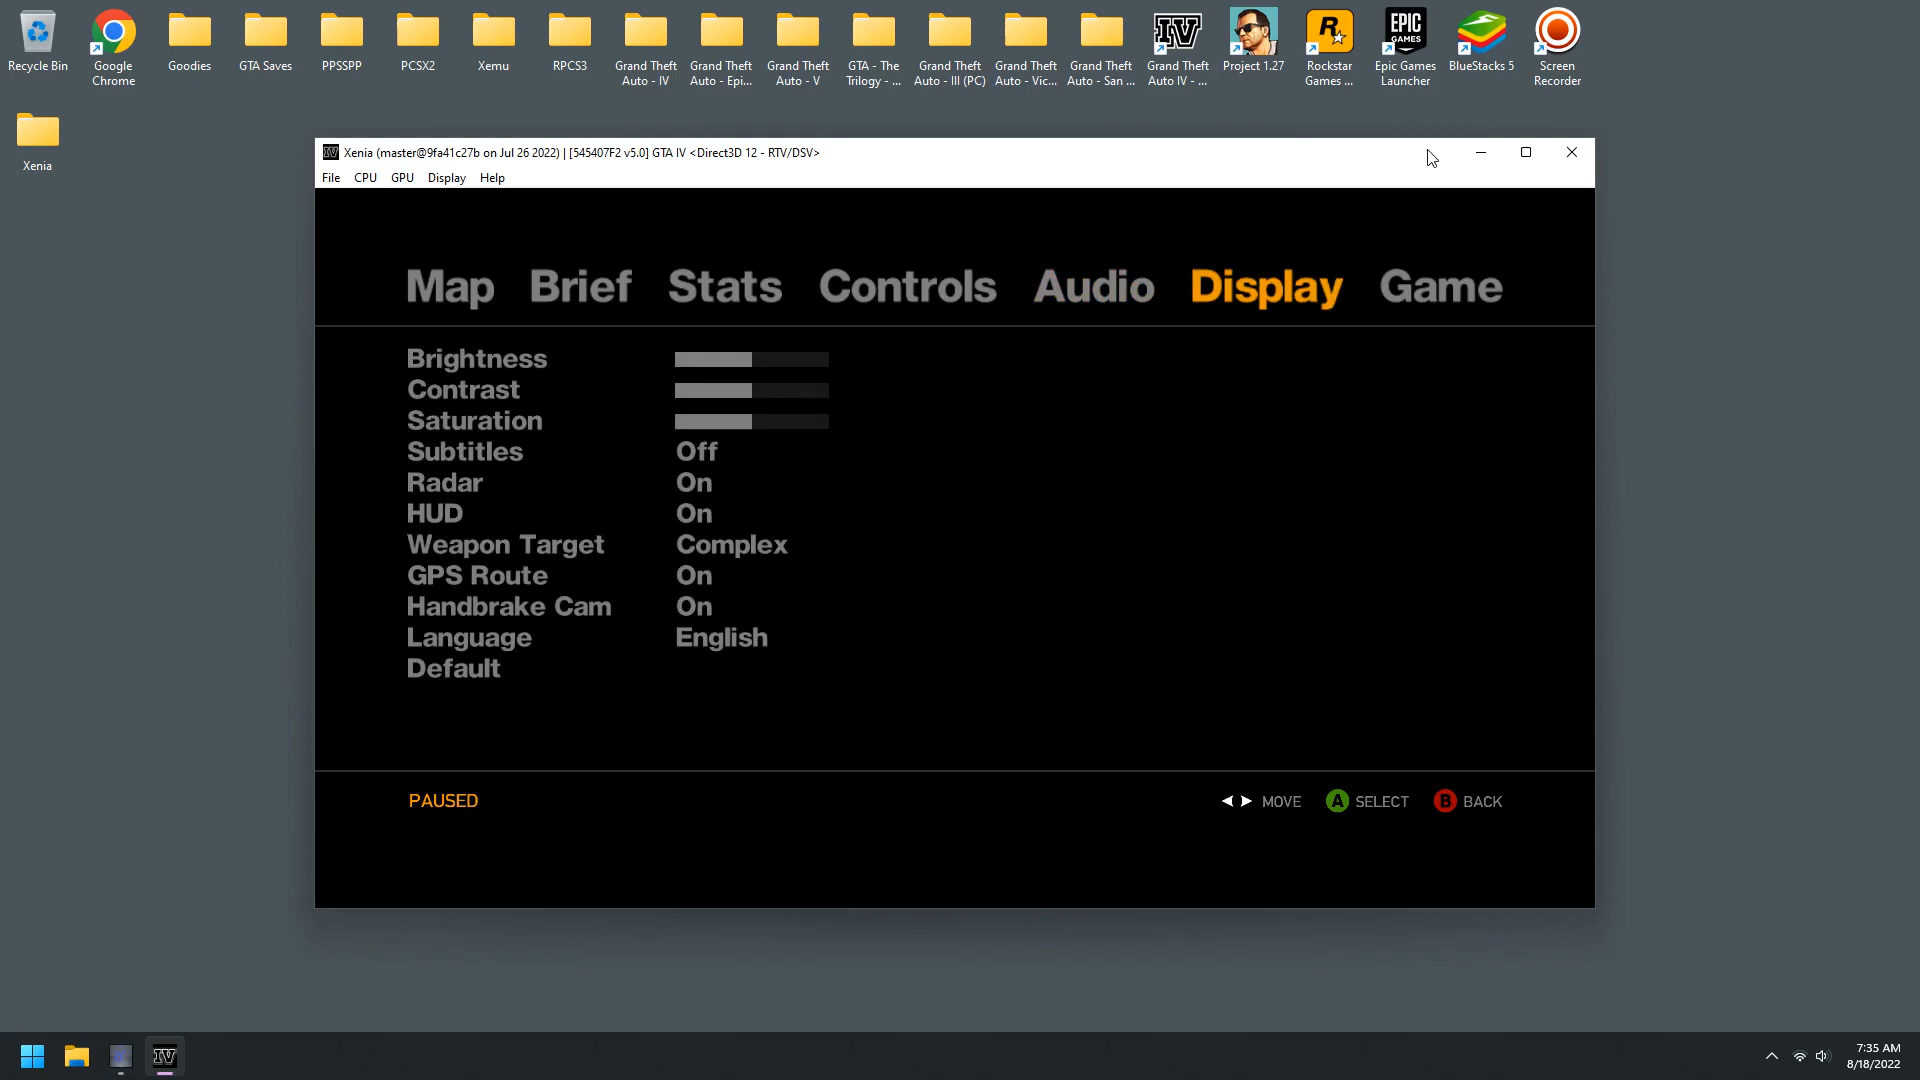 Recycle Bin
Google
Chrome
Goodies
GTA Saves
PPSSPP
PCSX2
Xemu
RPCS3
Grand Theft
Auto - IV
Grand Theft
Auto - Epi...
Grand Theft
Auto - V
GTA - The
Trilogy - ...
Grand Theft
Auto - III (PC)
Grand Theft
Auto - Vic...
Grand Theft
Auto - San ...
IV
Grand Theft
Auto IV - ...
Project 1.27
R
Rockstar
Games ...
EPIC
GAMES
Epic Games
Launcher
BlueStacks 5
Screen
Recorder
Xenia
IV Xenia (master@9fa41c27b on Jul 26 2022) | [545407F2 v5.0] GTA IV <Direct3D 12 - RTV/DSV>
File CPU GPU Display Help
Map Brief Stats Controls Audio Display Game
Brightness
Contrast
Saturation
Subtitles Off
Radar On
HUD On
Weapon Target Complex
GPS Route On
Handbrake Cam On
Language English
Default
PAUSED
MOVE A SELECT B BACK
IV
7:35 AM
8/18/2022